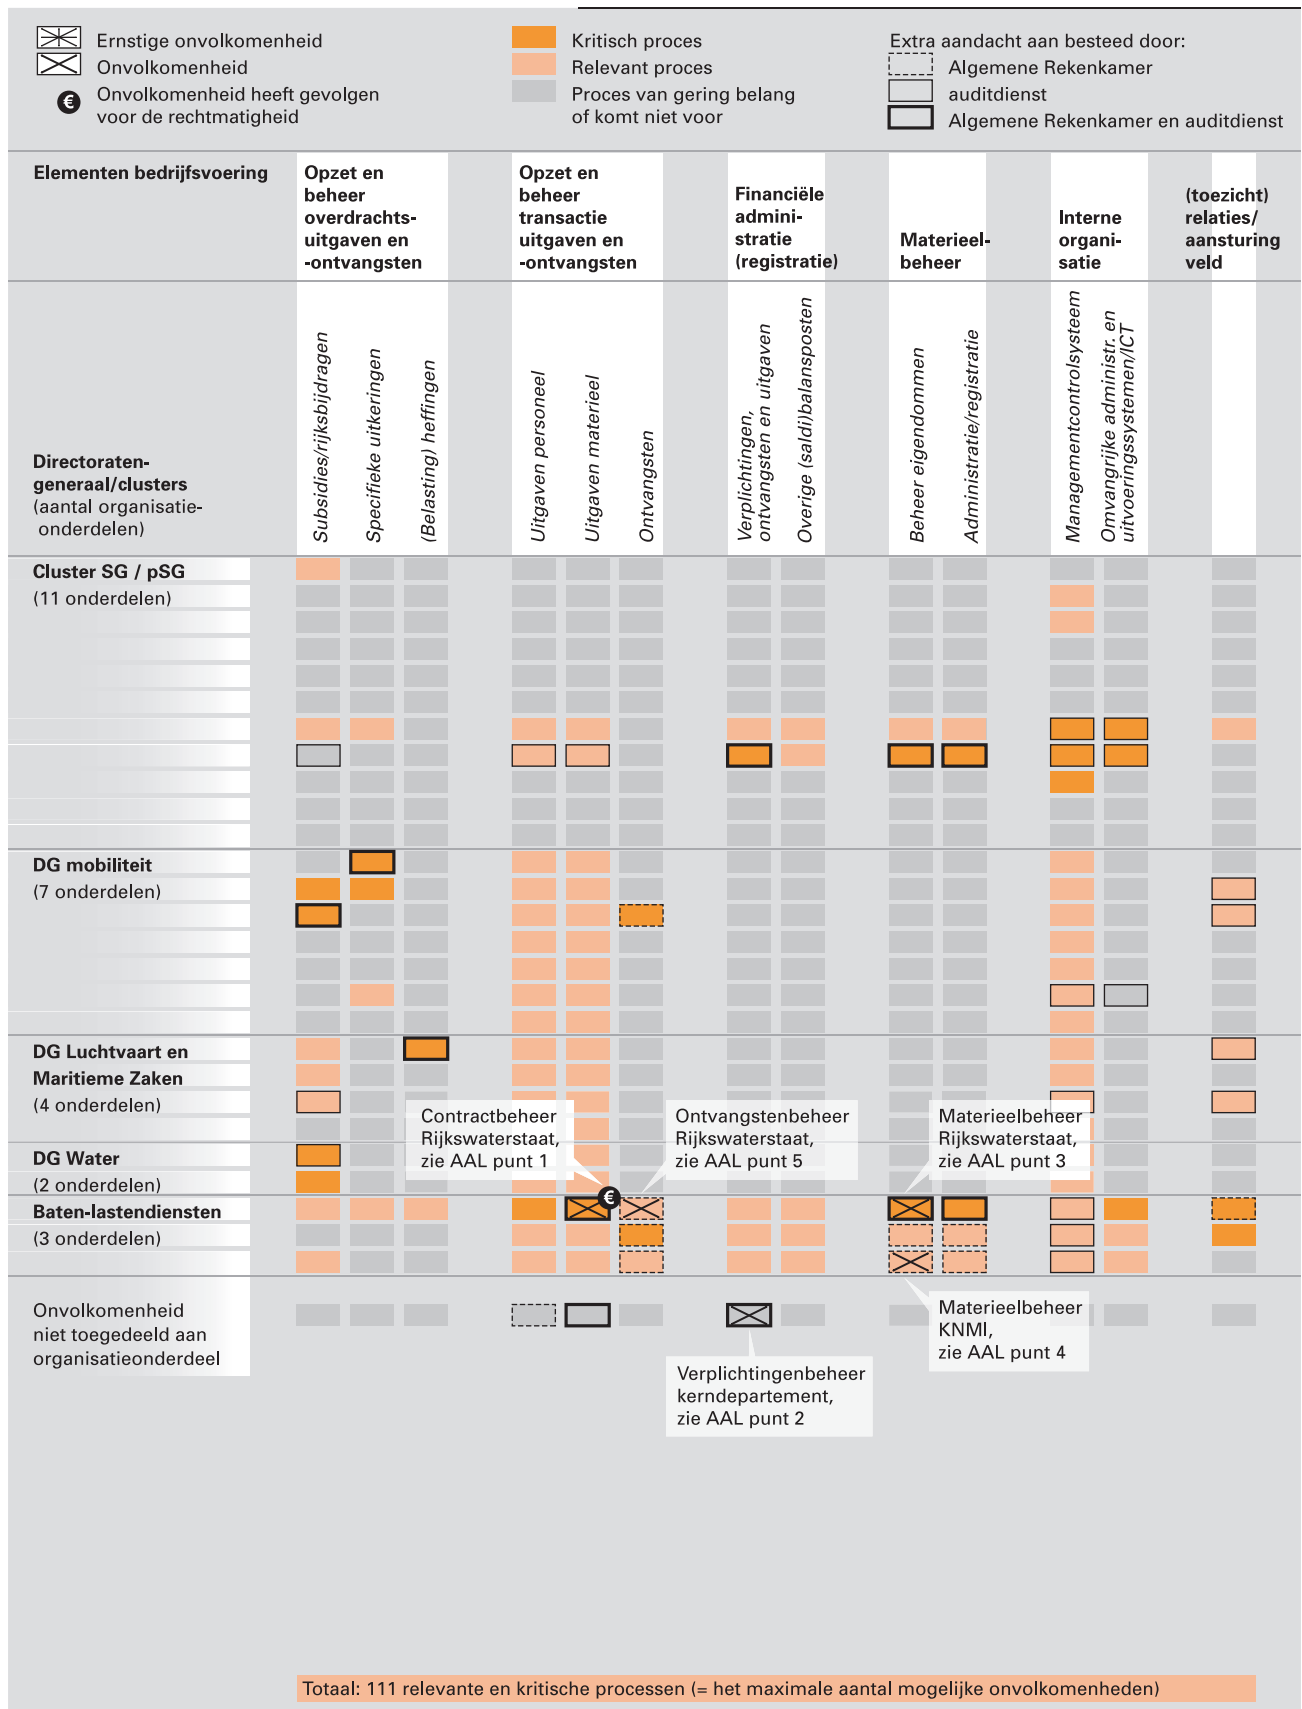 Ernstige onvolkomenheid
Onvolkomenheid
€
Onvolkomenheid heeft gevolgen
voor de rechtmatigheid
Kritisch proces
Relevant proces
Proces van gering belang
of komt niet voor
Extra aandacht aan besteed door:
Algemene Rekenkamer
auditdienst
Algemene Rekenkamer en auditdienst
Elementen bedrijfsvoering
Opzet en
beheer
overdrachts-
uitgaven en
-ontvangsten
Opzet en
beheer
transactie
uitgaven en
-ontvangsten
Financiële
admini-
stratie
(registratie)
Materieel-
beheer
Interne
organi-
satie
(toezicht)
relaties/
aansturing
veld
Directoraten-
generaal/clusters
(aantal organisatie-
onderdelen)
Subsidies/rijksbijdragen
Specifieke uitkeringen
(Belasting) heffingen
Uitgaven personeel
Uitgaven materieel
Ontvangsten
Verplichtingen,
ontvangsten en uitgaven
Overige (saldi)balansposten
Beheer eigendommen
Administratie/registratie
Managementcontrolsysteem
Omvangrijke administr. en
uitvoeringssystemen/ICT
Cluster SG / pSG
(11 onderdelen)
DG mobiliteit
(7 onderdelen)
DG Luchtvaart en
Maritieme Zaken
(4 onderdelen)
Contractbeheer
Rijkswaterstaat,
zie AAL punt 1
Ontvangstenbeheer
Rijkswaterstaat,
zie AAL punt 5
Materieelbeheer
Rijkswaterstaat,
zie AAL punt 3
DG Water
(2 onderdelen)
€
Baten-lastendiensten
(3 onderdelen)
Onvolkomenheid
niet toegedeeld aan
organisatieonderdeel
Materieelbeheer
KNMI,
zie AAL punt 4
Verplichtingenbeheer
kerndepartement,
zie AAL punt 2
Totaal: 111 relevante en kritische processen (= het maximale aantal mogelijke onvolkomenheden)